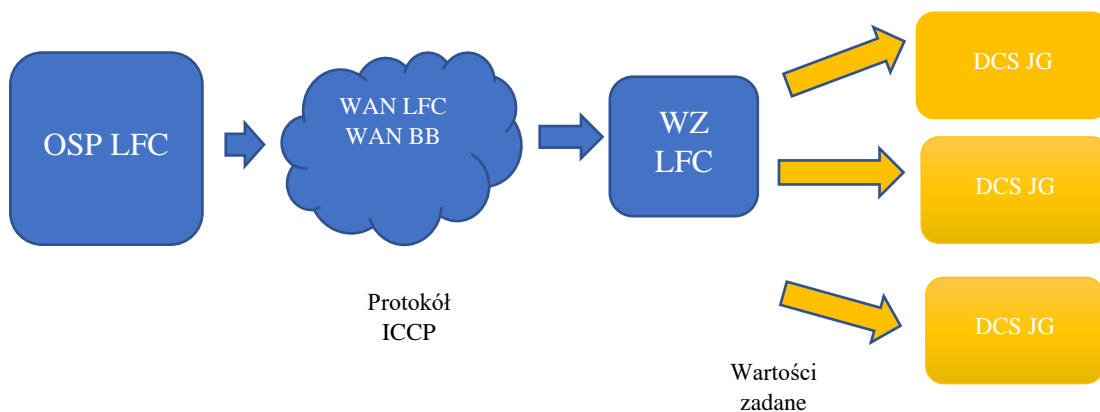 OSP LFC
WAN LFC
WAN BB
WZ
LFC
DCS JG
DCS JG
DCS JG
Protokół
ICCP
Wartości
zadane